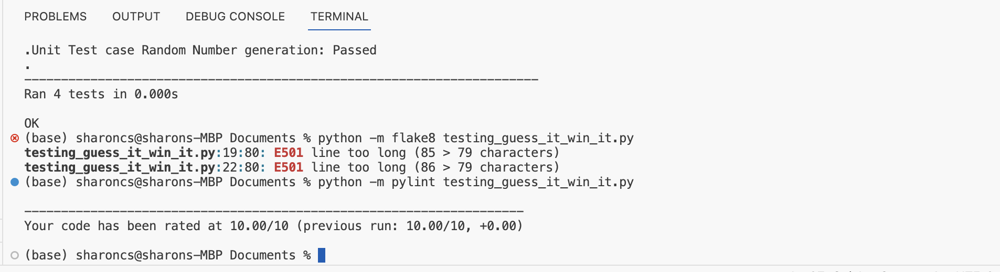 PROBLEMS OUTPUT DEBUG CONSOLE TERMINAL
.Unit Test case Random Number generation: Passed
.
----------------------------------------------------------------------
Ran 4 tests in 0.000s
OK
(base) sharoncs@sharons-MBP Documents % python -m flake8 testing_guess_it_win_it.py
testing_guess_it_win_it.py:19:80: E501 line too long (85 > 79 characters)
testing_guess_it_win_it.py:22:80: E501 line too long (86 > 79 characters)
(base) sharoncs@sharons-MBP Documents % python -m pylint testing_guess_it_win_it.py
--------------------------------------------------------------------
Your code has been rated at 10.00/10 (previous run: 10.00/10, +0.00)
(base) sharoncs@sharons-MBP Documents %